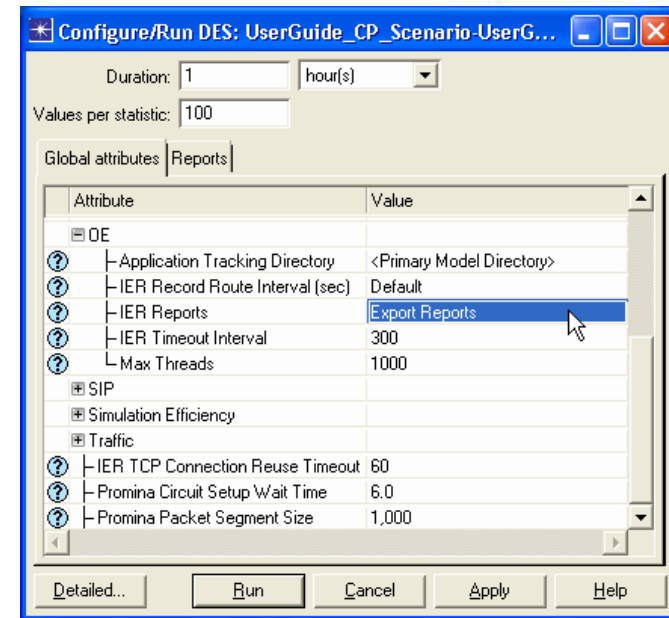 Configure/Run DES: UserGuide_CP_Scenario-UserG...
Duration: 1 hour(s)
Values per statistic: 100
Global attributes Reports
Attribute Value
OE
Application Tracking Directory <Primary Model Directory>
IER Record Route Interval (sec) Default
IER Reports Export Reports
IER Timeout Interval 300
Max Threads 1000
SIP
Simulation Efficiency
Traffic
IER TCP Connection Reuse Timeout 60
Promina Circuit Setup Wait Time 6.0
Promina Packet Segment Size 1,000
Detailed... Run Cancel Apply Help